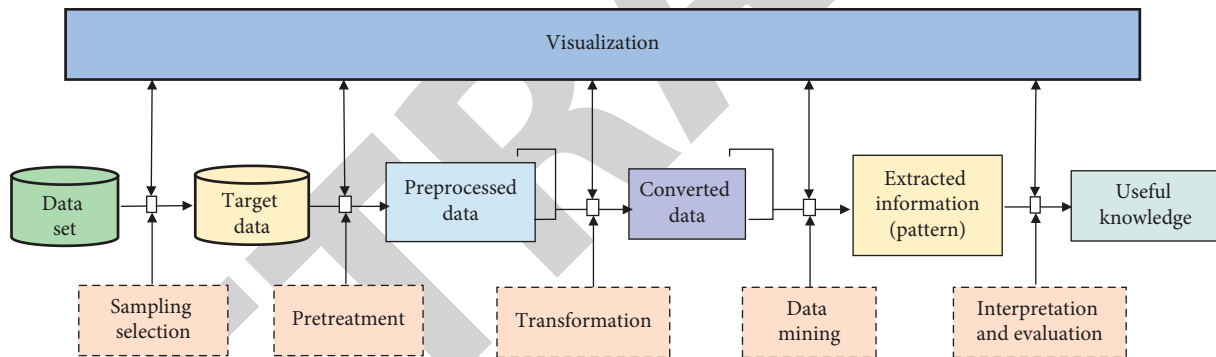 Visualization
Data
set
Target
data
Preprocessed
data
Converted
data
Extracted
information
(pattern)
Useful
knowledge
Sampling
selection
Pretreatment
Transformation
Data
mining
Interpretation
and evaluation